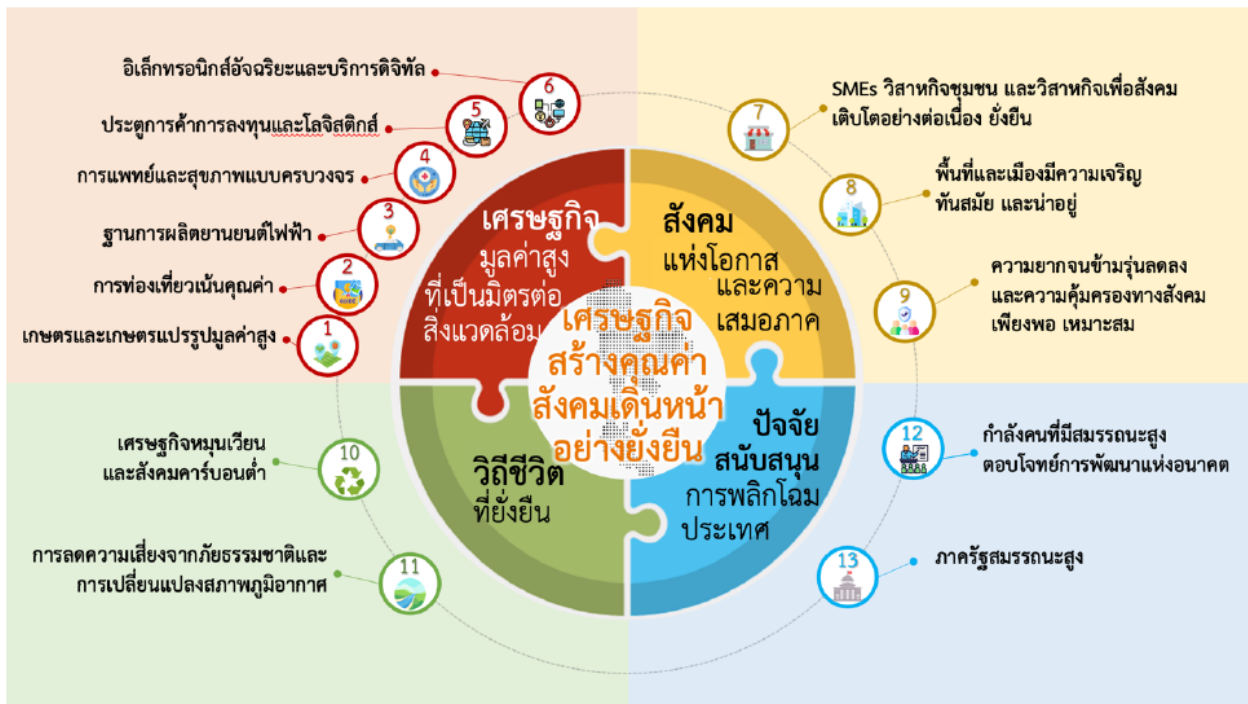 6
อิเล็กทรอนิกส์อัจฉริยะและบริการดิจิทัล
5
ประตูการค้าการลงทุนและโลจิสติกส์
4
การแพทย์และสุขภาพแบบครบวงจร
3
ฐานการผลิตยานยนต์ไฟฟ้า
2
การท่องเที่ยวเน้นคุณค่า
1
เกษตรและเกษตรแปรรูปมูลค่าสูง
7
SMEs วิสาหกิจชุมชน และวิสาหกิจเพื่อสังคม
เติบโตอย่างต่อเนื่อง ยั่งยืน
8
พื้นที่และเมืองมีความเจริญ
ทันสมัย และน่าอยู่
9
ความยากจนข้ามรุ่นลดลง
และความคุ้มครองทางสังคม
เพียงพอ เหมาะสม
เศรษฐกิจ
มูลค่าสูง
ที่เป็นมิตรต่อ
สิ่งแวดล้อม
สังคม
แห่งโอกาส
และความ
เสมอภาค
เศรษฐกิจ
สร้างคุณค่า
สังคมเดินหน้า
อย่างยั่งยืน
วิถีชีวิต
ที่ยั่งยืน
ปัจจัย
สนับสนุน
การพลิกโฉม
ประเทศ
10
เศรษฐกิจหมุนเวียน
และสังคมคาร์บอนต่ำ
11
การลดความเสี่ยงจากภัยธรรมชาติและ
การเปลี่ยนแปลงสภาพภูมิอากาศ
12
กำลังคนที่มีสมรรถนะสูง
ตอบโจทย์การพัฒนาแห่งอนาคต
13
ภาครัฐสมรรถนะสูง